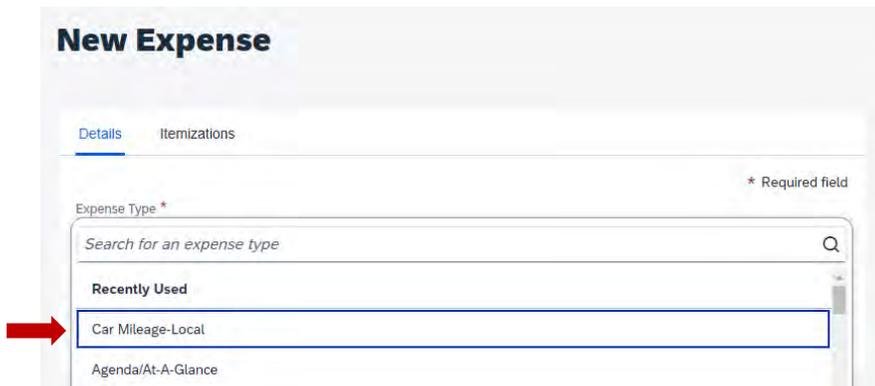 New Expense
Details Itemizations
* Required field
Expense Type *
Search for an expense type
Recently Used
Car Mileage-Local
Agenda/At-A-Glance